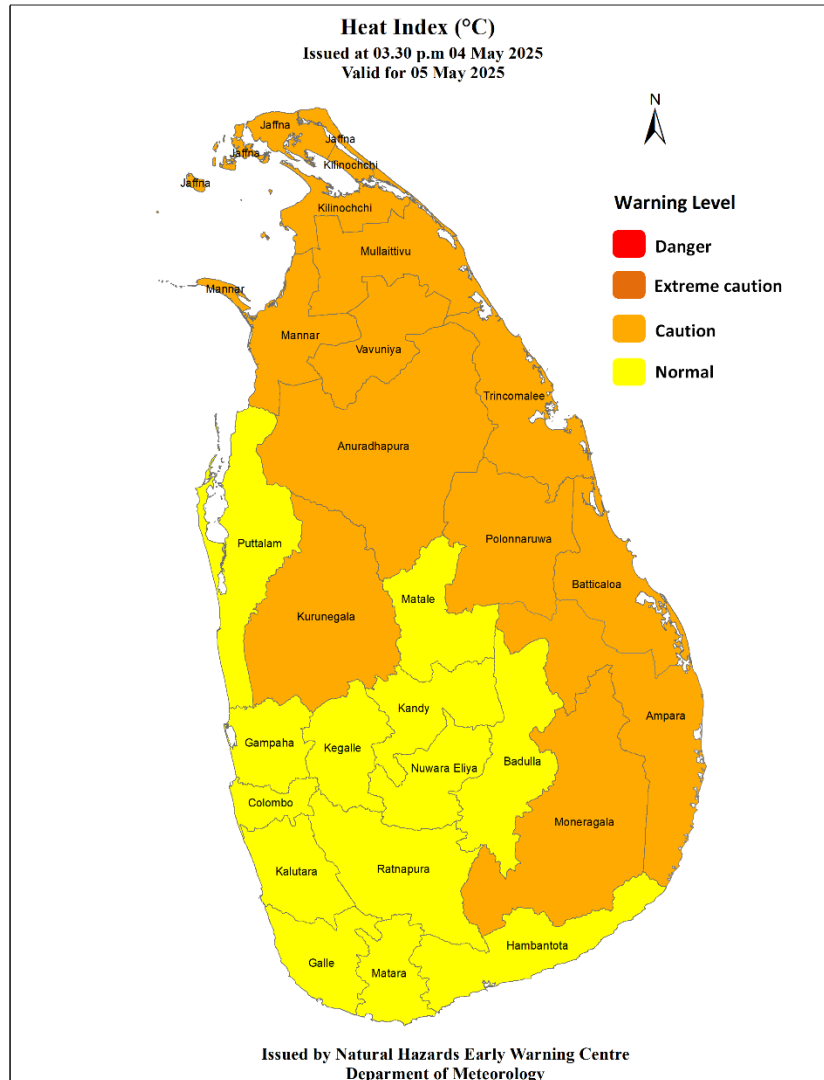 Heat Index (°C)
Issued at 03.30 p.m 04 May 2025
Valid for 05 May 2025
N
Jaffna
Jaffna
Jaffna
Kilinochchi
Jaffna
Kilinochchi
Mullaittivu
Mannar
Mannar
Vavuniya
Trincomalee
Anuradhapura
Puttalam
Polonnaruwa
Batticaloa
Matale
Kurunegala
Kandy
Ampara
Gampaha
Kegalle
Nuwara Eliya
Badulla
Colombo
Moneragala
Kalutara
Ratnapura
Hambantota
Galle
Matara
Warning Level
Danger
Extreme caution
Caution
Normal
Issued by Natural Hazards Early Warning Centre
Deparment of Meteorology